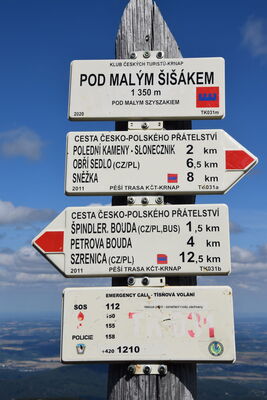 KLUB ČESKÝCH TURISTŮ-KRNAP
POD MALÝM ŠIŠÁKEM
1 350 m
POD MALYM SZYSZAKIEM
2020 TK031m
CESTA ČESKO-POLSKÉHO PŘÁTELSTVÍ
POLEDNÍ KAMENY - SLONECZNIK 2 km
OBŘÍ SEDLO (CZ/PL) 6,5 km
SNĚŽKA 8 km
2011 PĚŠÍ TRASA KČT-KRNAP TK031a
CESTA ČESKO-POLSKÉHO PŘÁTELSTVÍ
ŠPINDLER. BOUDA (CZ/PL,BUS) 1,5 km
PETROVA BOUDA 4 km
SZRENICA (CZ/PL) 12,5 km
2011 PĚŠÍ TRASA KČT-KRNAP TK031b
EMERGENCY CALL - TÍSŇOVÁ VOLÁNÍ
SOS 112
150
POLICIE 158
155
+420 1210